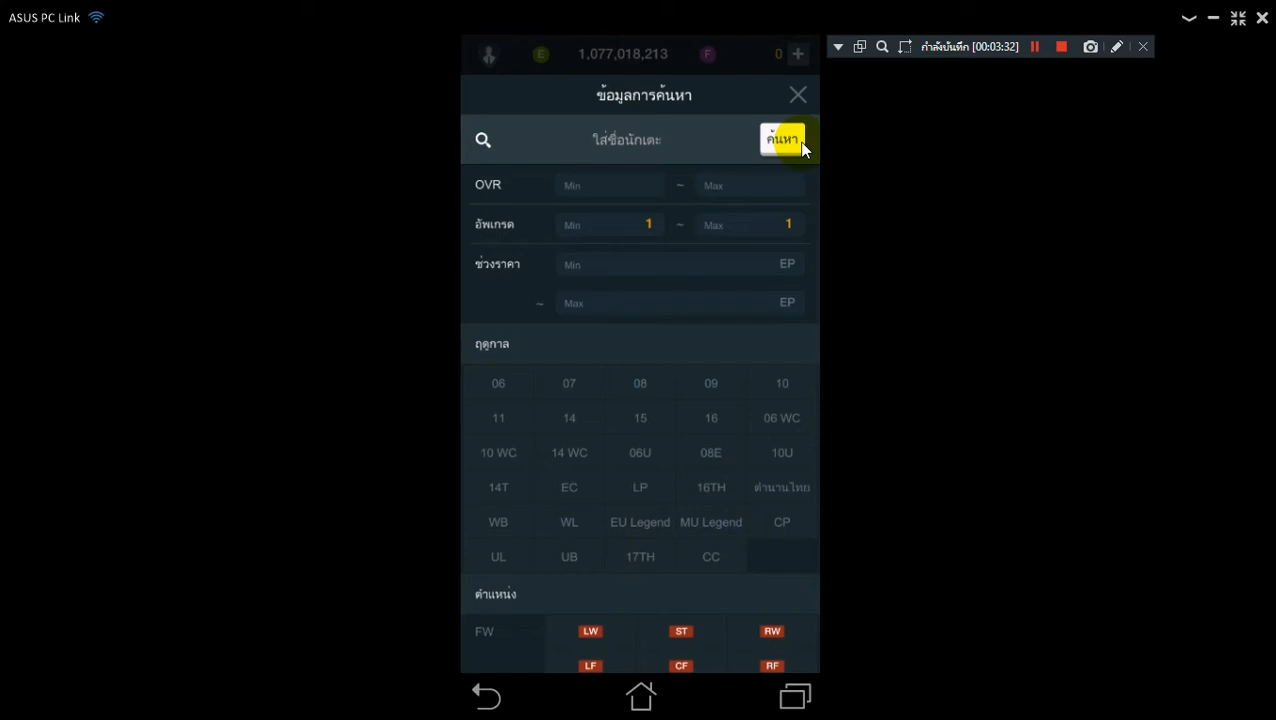 ASUS PC Link
E 1,077,018,213 F 0 +
กำลังบันทึก [00:03:32]
ข้อมูลการค้นหา
ใส่ชื่อนักเตะ ค้นหา
OVR Min ~ Max
อัพเกรด Min 1 ~ Max 1
ช่วงราคา Min EP
~ Max EP
ฤดูกาล
06 07 08 09 10
11 14 15 16 06 WC
10 WC 14 WC 06U 08E 10U
14T EC LP 16TH ตำนานไทย
WB WL EU Legend MU Legend CP
UL UB 17TH CC
ตำแหน่ง
FW LW ST RW
LF CF RF